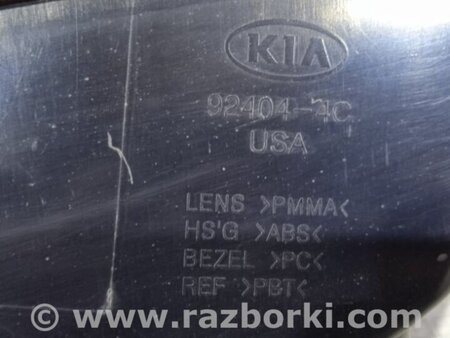 KIA
92404-4C
USA
LENS >PMMA<
HS'G >ABS<
BEZEL >PC<
REF >PBT<
© www.razborki.com